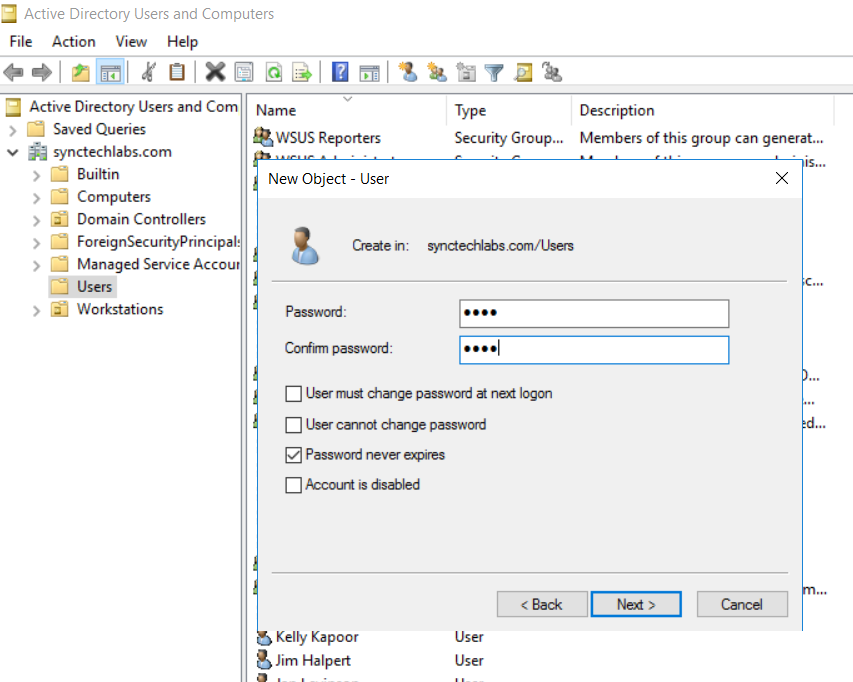 Active Directory Users and Computers
File Action View Help
Active Directory Users and Com
Saved Queries
synctechlabs.com
Builtin
Computers
Domain Controllers
ForeignSecurityPrincipals
Managed Service Accour
Users
Workstations
Name Type Description
WSUS Reporters Security Group... Members of this group can generat...
New Object - User
Create in: synctechlabs.com/Users
Password: ●●●●
Confirm password: ●●●●
User must change password at next logon
User cannot change password
Password never expires
Account is disabled
< Back Next > Cancel
Kelly Kapoor User
Jim Halpert User